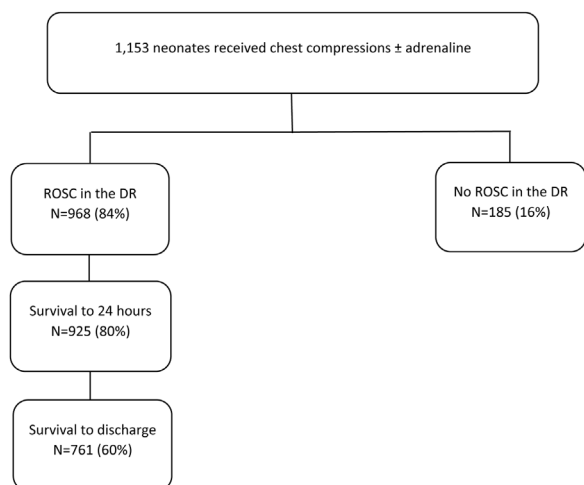 1,153 neonates received chest compressions ± adrenaline
ROSC in the DR
N=968 (84%)
No ROSC in the DR
N=185 (16%)
Survival to 24 hours
N=925 (80%)
Survival to discharge
N=761 (60%)